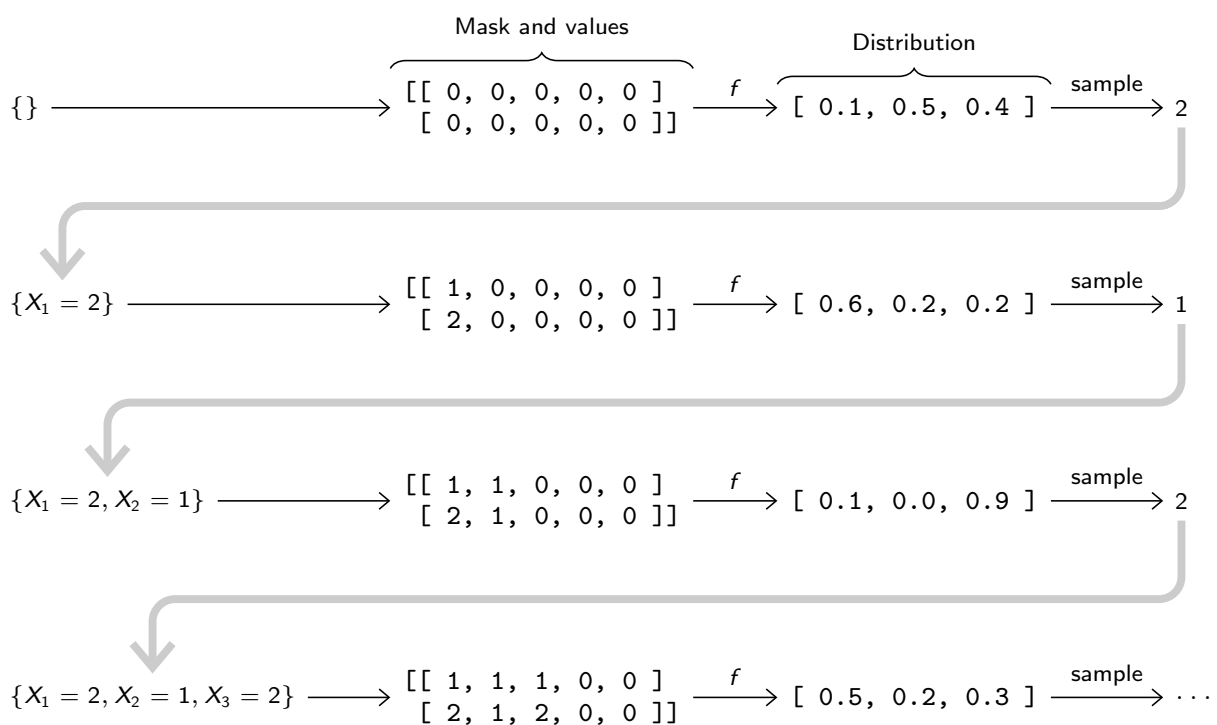 Mask and values
Distribution
{} [[ 0, 0, 0, 0, 0 ] f [ 0.1, 0.5, 0.4 ] sample 2
[ 0, 0, 0, 0, 0 ]]
{X₁ = 2} [[ 1, 0, 0, 0, 0 ] f [ 0.6, 0.2, 0.2 ] sample 1
[ 2, 0, 0, 0, 0 ]]
{X₁ = 2, X₂ = 1} [[ 1, 1, 0, 0, 0 ] f [ 0.1, 0.0, 0.9 ] sample 2
[ 2, 1, 0, 0, 0 ]]
{X₁ = 2, X₂ = 1, X₃ = 2} [[ 1, 1, 1, 0, 0 ] f [ 0.5, 0.2, 0.3 ] sample ···
[ 2, 1, 2, 0, 0 ]]